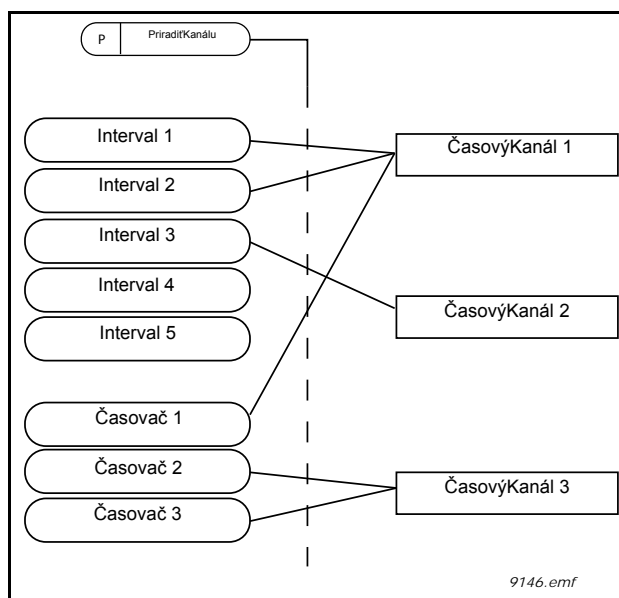 P PriradiťKanálu
Interval 1
ČasovýKanál 1
Interval 2
Interval 3
Interval 4
ČasovýKanál 2
Interval 5
Časovač 1
Časovač 2
ČasovýKanál 3
Časovač 3
9146.emf